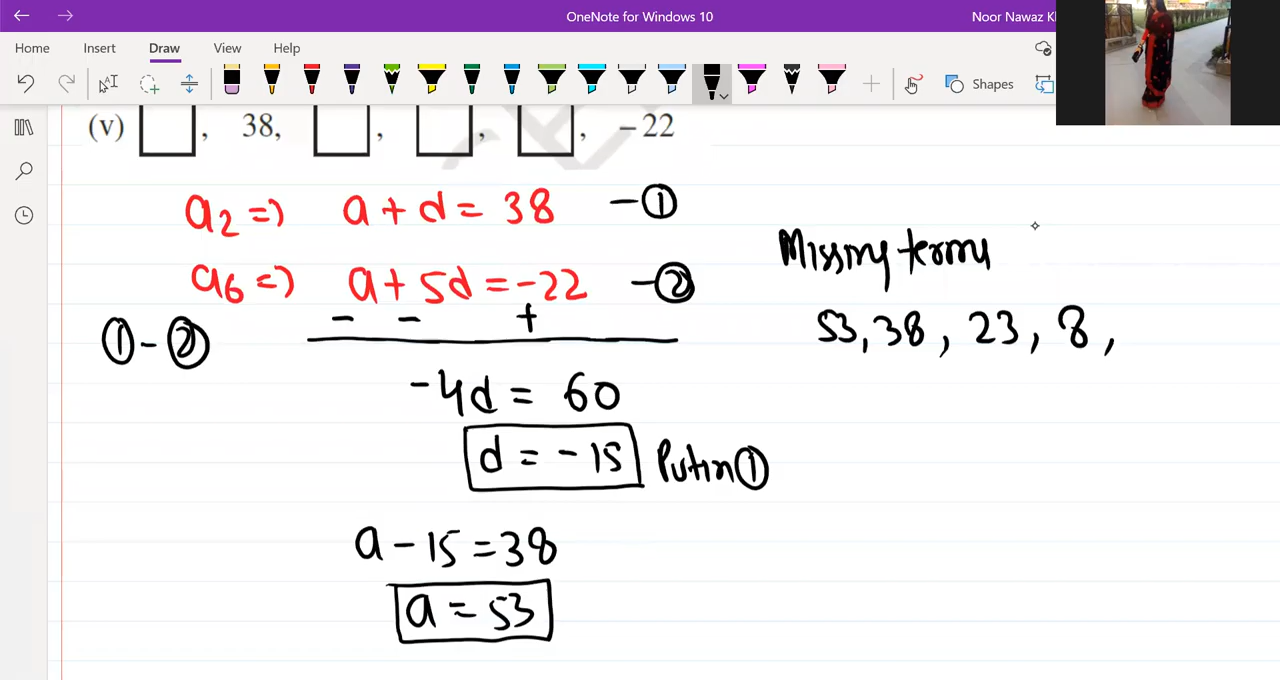 OneNote for Windows 10
Noor Nawaz
Home Insert Draw View Help
Shapes
(v) , 38, , , , −22
a2 => a + d = 38 -①
a6 => a + 5d = -22 -②
- - +
①-②
-4d = 60
d = -15 Put in ①
a - 15 = 38
a = 53
Missing terms
53, 38, 23, 8,